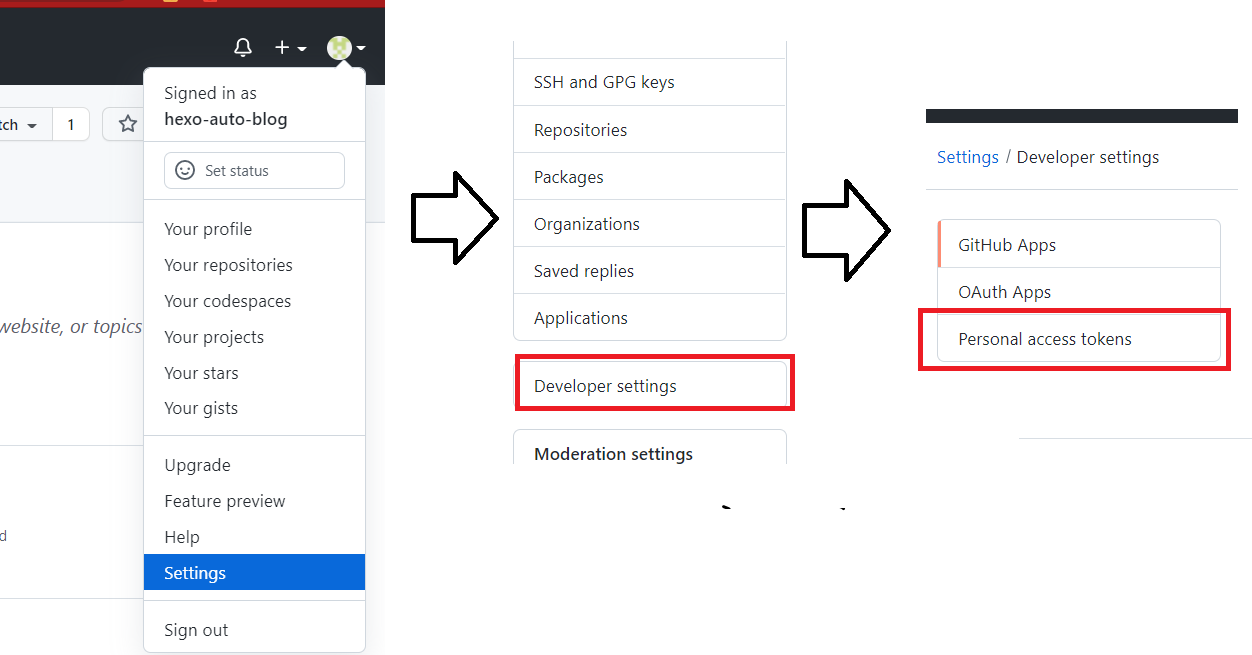 Signed in as
hexo-auto-blog
tch
1
Set status
Your profile
Your repositories
Your codespaces
Your projects
website, or topics
Your stars
Your gists
Upgrade
Feature preview
Help
d
Settings
Sign out
SSH and GPG keys
Repositories
Packages
Organizations
Saved replies
Applications
Developer settings
Moderation settings
Settings / Developer settings
GitHub Apps
OAuth Apps
Personal access tokens